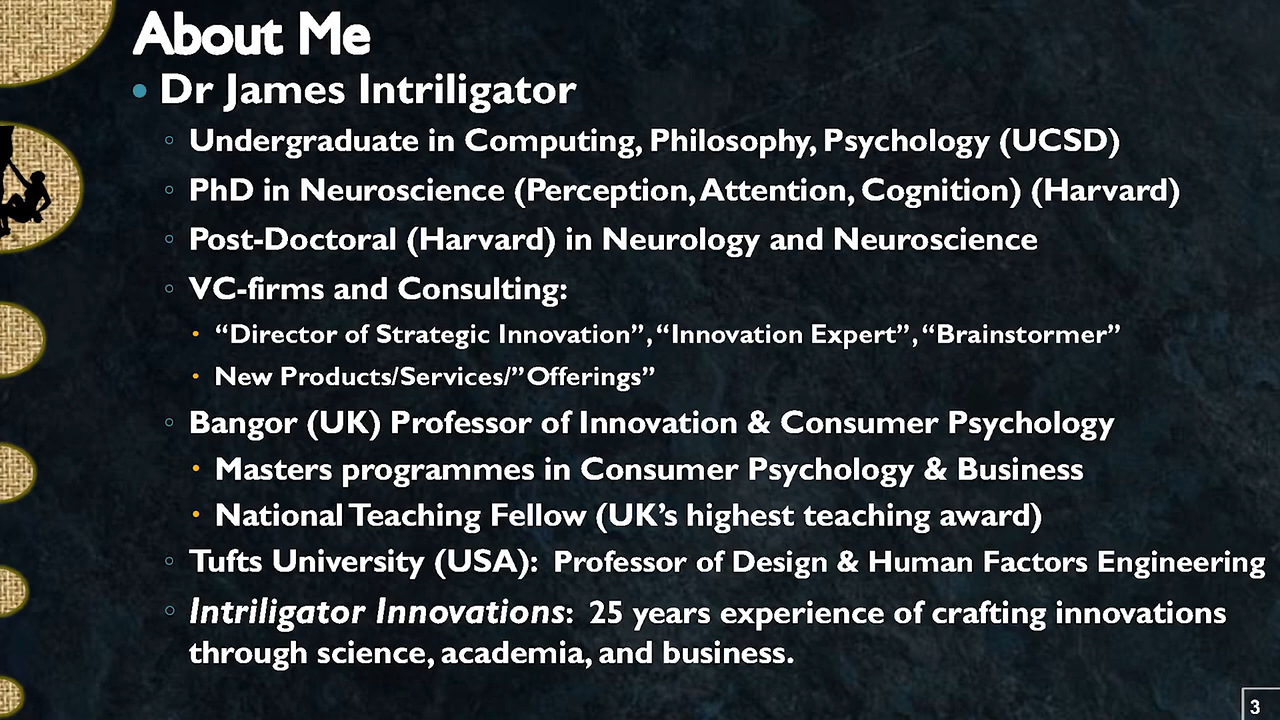 About Me
• Dr James Intriligator
◦ Undergraduate in Computing, Philosophy, Psychology (UCSD)
◦ PhD in Neuroscience (Perception, Attention, Cognition) (Harvard)
◦ Post-Doctoral (Harvard) in Neurology and Neuroscience
◦ VC-firms and Consulting:
• “Director of Strategic Innovation”, “Innovation Expert”, “Brainstormer”
• New Products/Services/”Offerings”
◦ Bangor (UK) Professor of Innovation & Consumer Psychology
• Masters programmes in Consumer Psychology & Business
• National Teaching Fellow (UK’s highest teaching award)
◦ Tufts University (USA): Professor of Design & Human Factors Engineering
◦ Intriligator Innovations: 25 years experience of crafting innovations
through science, academia, and business.
3